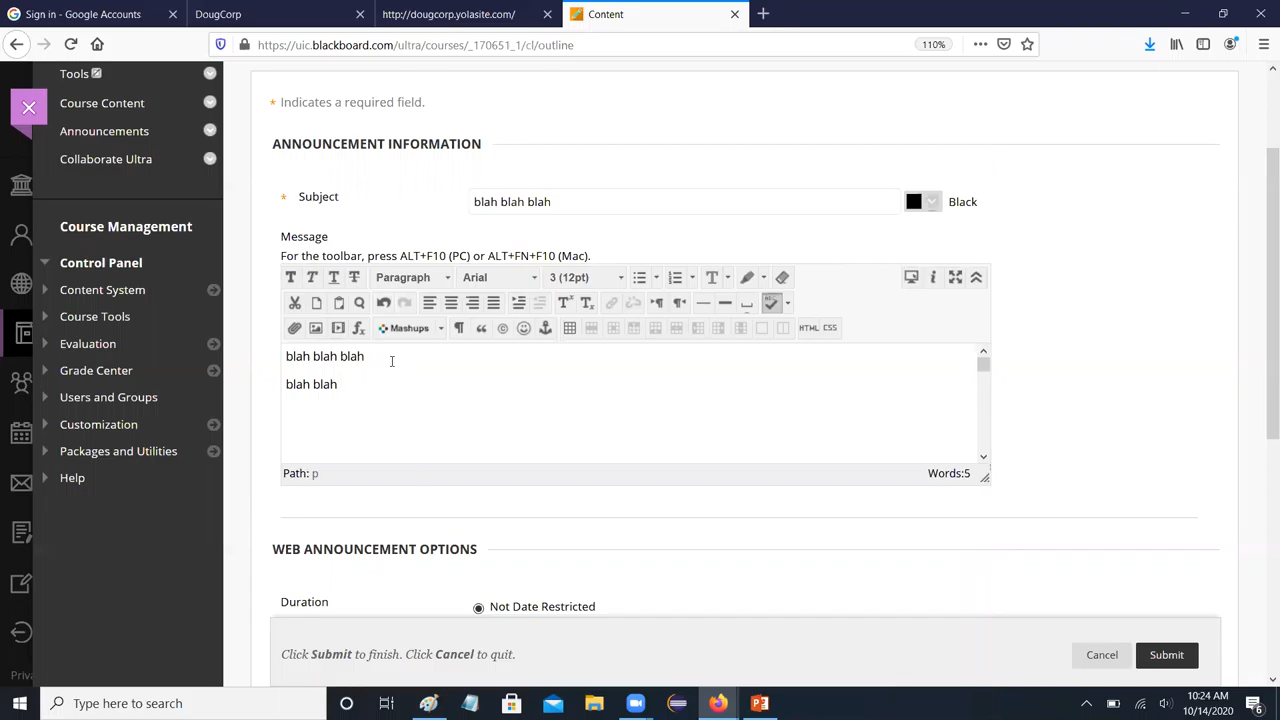 Sign in - Google Accounts
DougCorp
http://dougcorp.yolasite.com/
Content
https://uic.blackboard.com/ultra/courses/_170651_1/cl/outline
110%
Tools
Course Content
Announcements
Collaborate Ultra
Course Management
Control Panel
Content System
Course Tools
Evaluation
Grade Center
Users and Groups
Customization
Packages and Utilities
Help
Priva
* Indicates a required field.
ANNOUNCEMENT INFORMATION
* Subject
blah blah blah
Black
Message
For the toolbar, press ALT+F10 (PC) or ALT+FN+F10 (Mac).
T T T T Paragraph Arial 3 (12pt)
Mashups
HTML CSS
blah blah blah
blah blah
Path: p
Words:5
WEB ANNOUNCEMENT OPTIONS
Duration
Not Date Restricted
Click Submit to finish. Click Cancel to quit.
Cancel
Submit
Type here to search
10:24 AM
10/14/2020
6